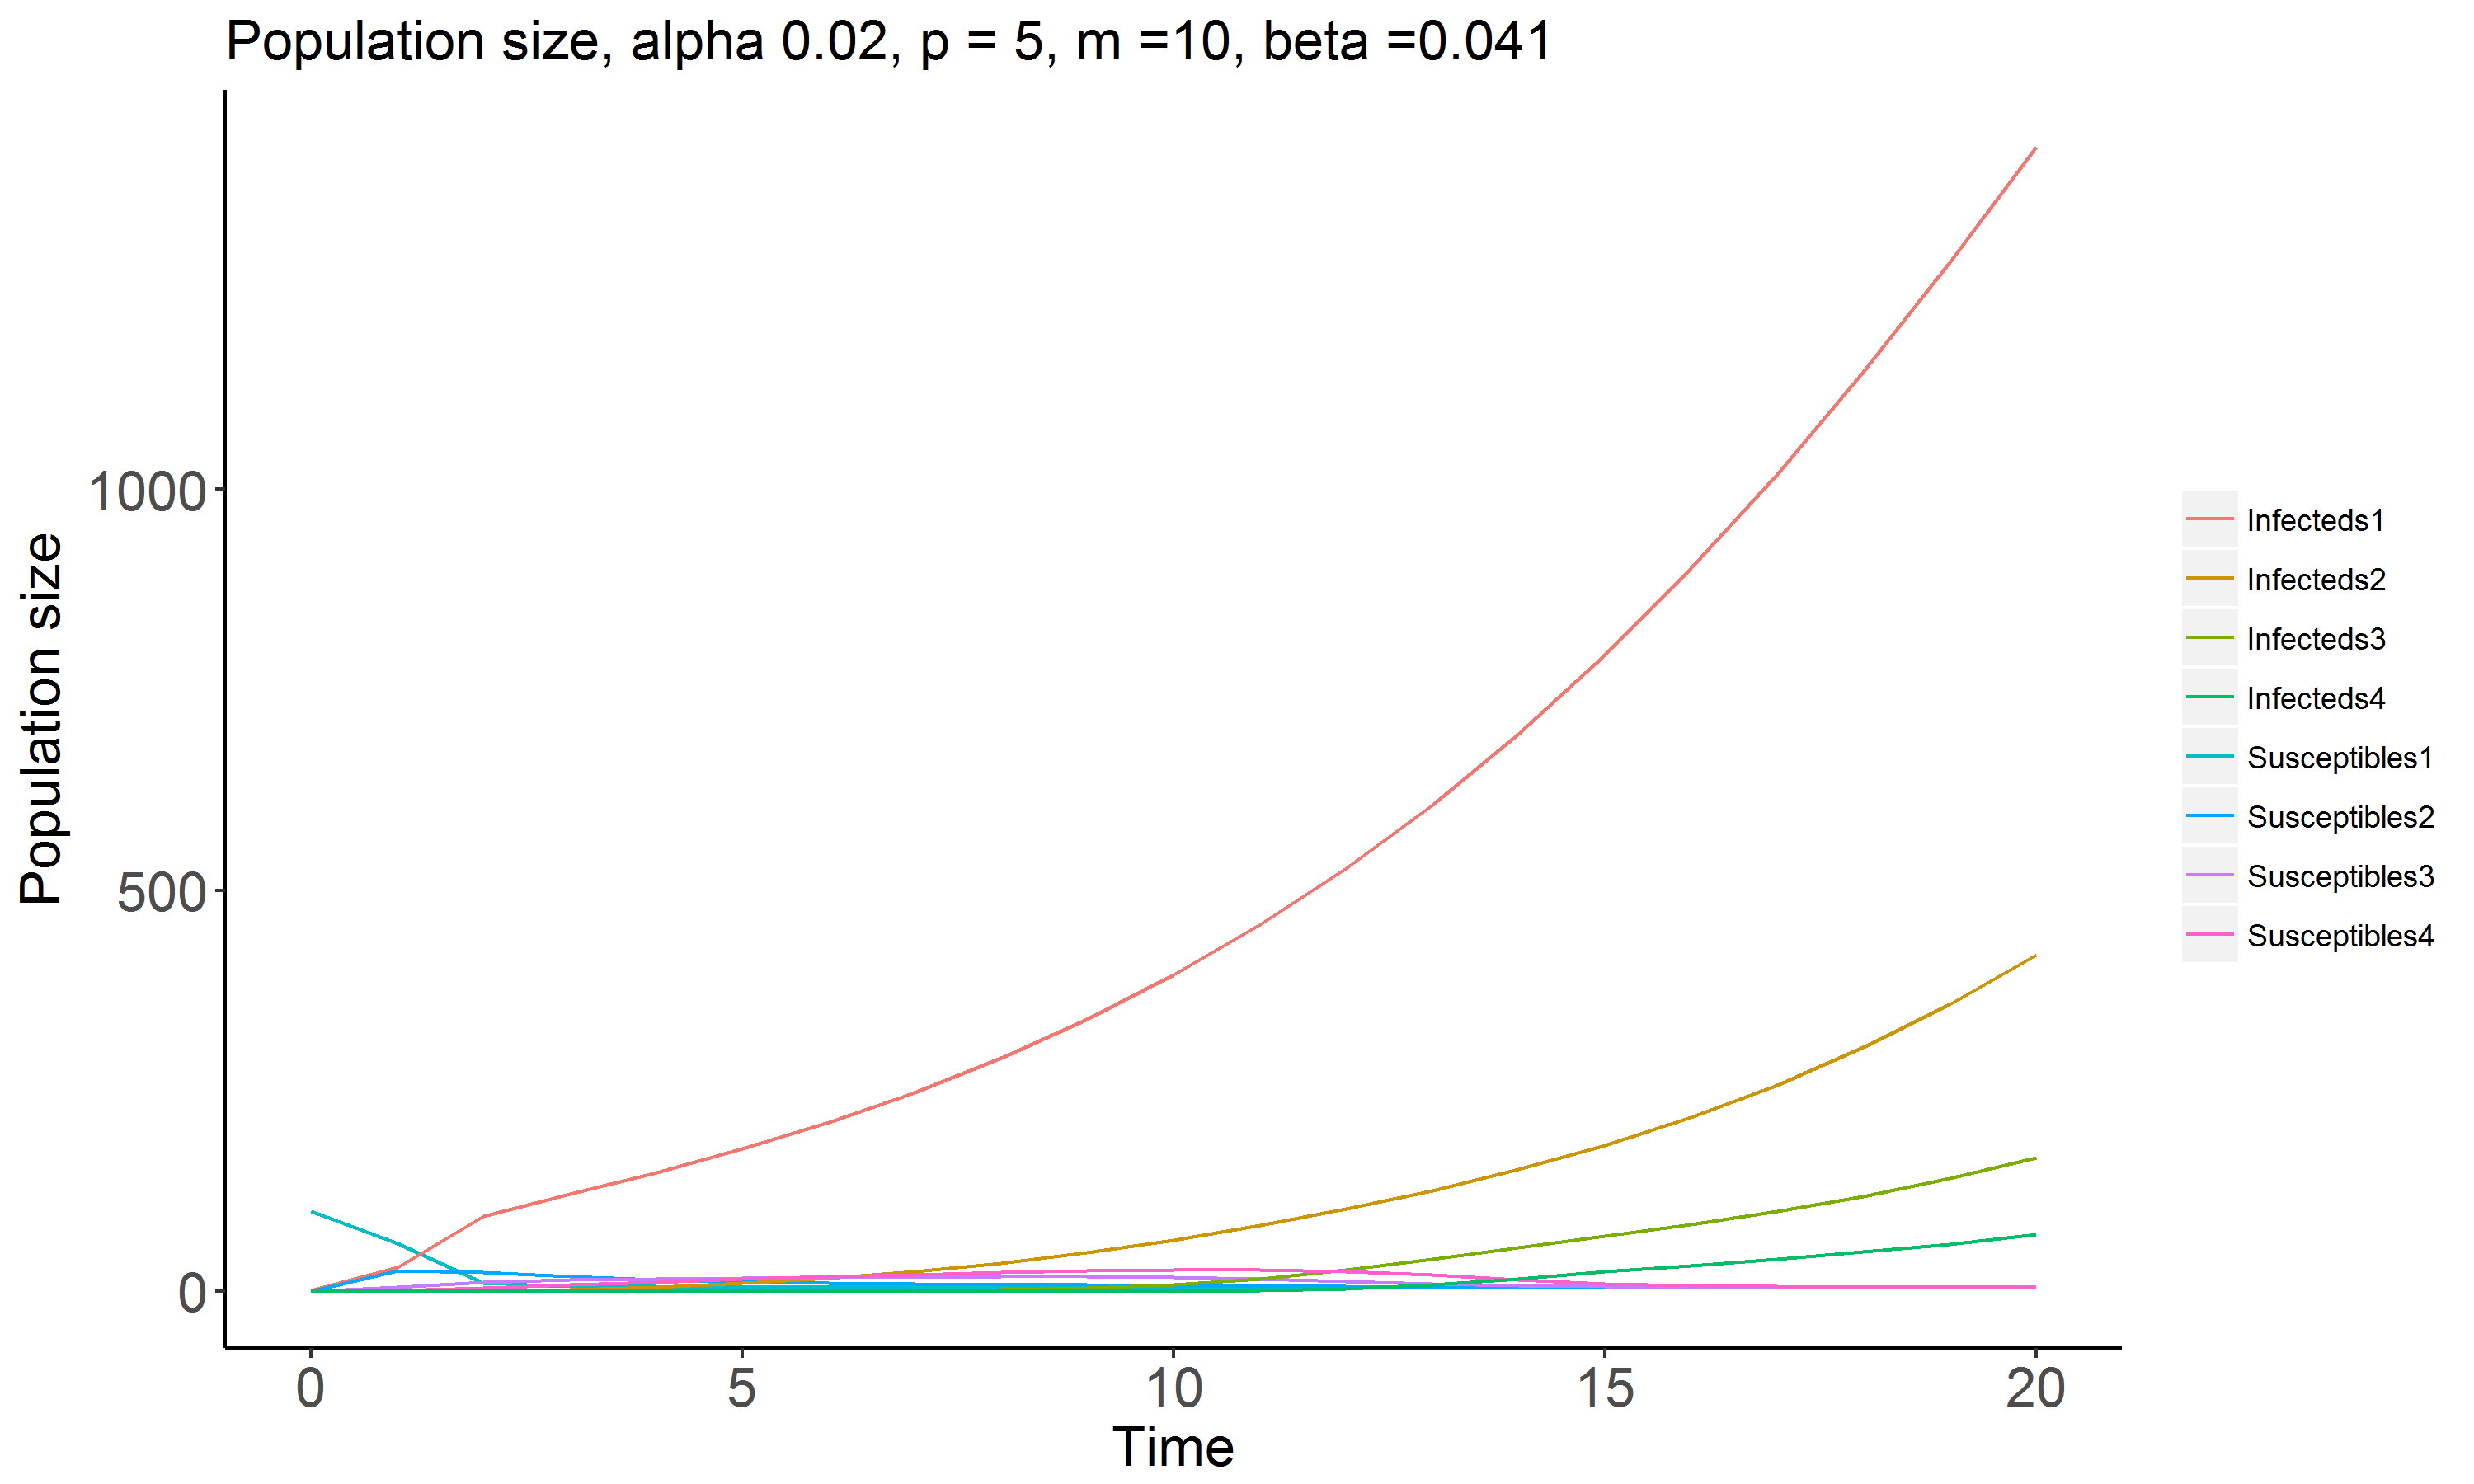 Population size, alpha 0.02, p = 5, m =10, beta =0.041
Population size
1000
500
0
0 5 10 15 20
Time
Infecteds1
Infecteds2
Infecteds3
Infecteds4
Susceptibles1
Susceptibles2
Susceptibles3
Susceptibles4